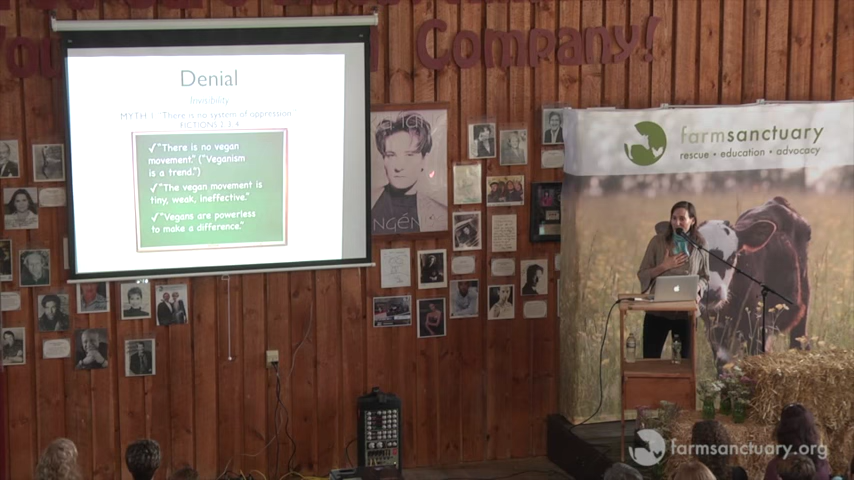 You
Company!
Denial
Invisibility
MYTH 1: "There is no system of oppression"
FICTIONS 2, 3, 4
✓"There is no vegan
movement." ("Veganism
is a trend.")
✓"The vegan movement is
tiny, weak, ineffective."
✓"Vegans are powerless
to make a difference."
NGÉN
farmsanctuary
rescue • education • advocacy
farmsanctuary.org